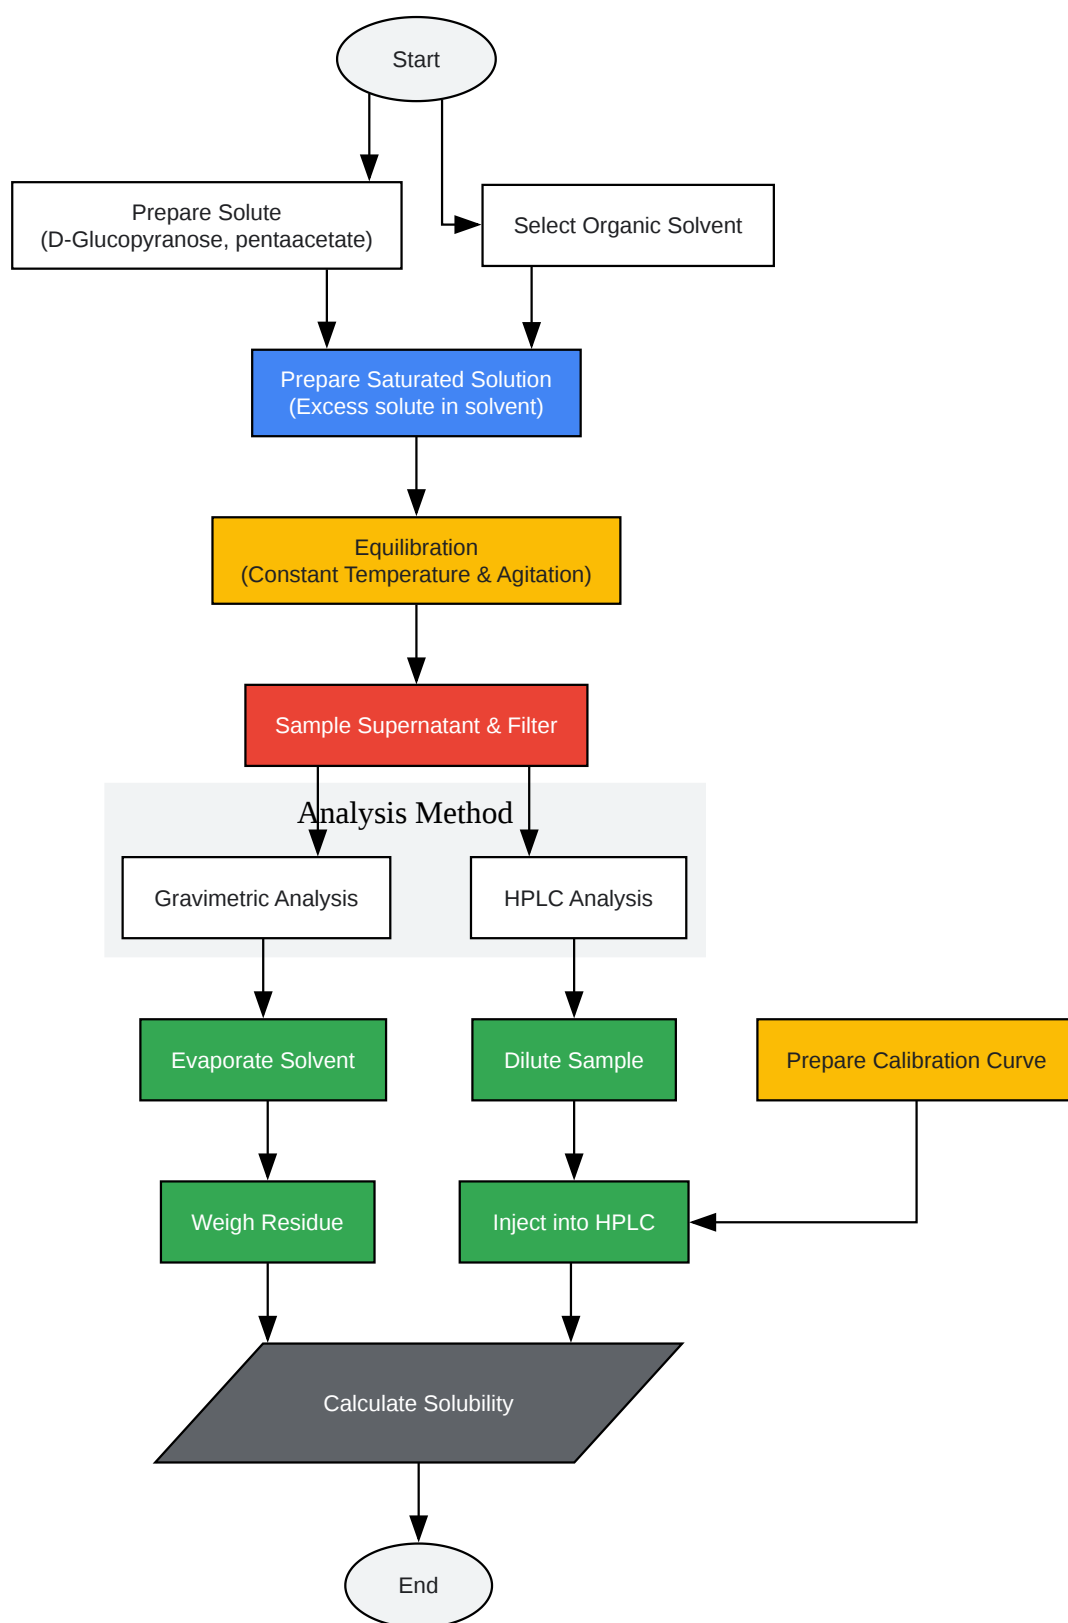 Start
Prepare Solute
(D-Glucopyranose, pentaacetate)
Select Organic Solvent
Prepare Saturated Solution
(Excess solute in solvent)
Equilibration
(Constant Temperature & Agitation)
Sample Supernatant & Filter
Analysis Method
Gravimetric Analysis
HPLC Analysis
Evaporate Solvent
Dilute Sample
Prepare Calibration Curve
Weigh Residue
Inject into HPLC
Calculate Solubility
End